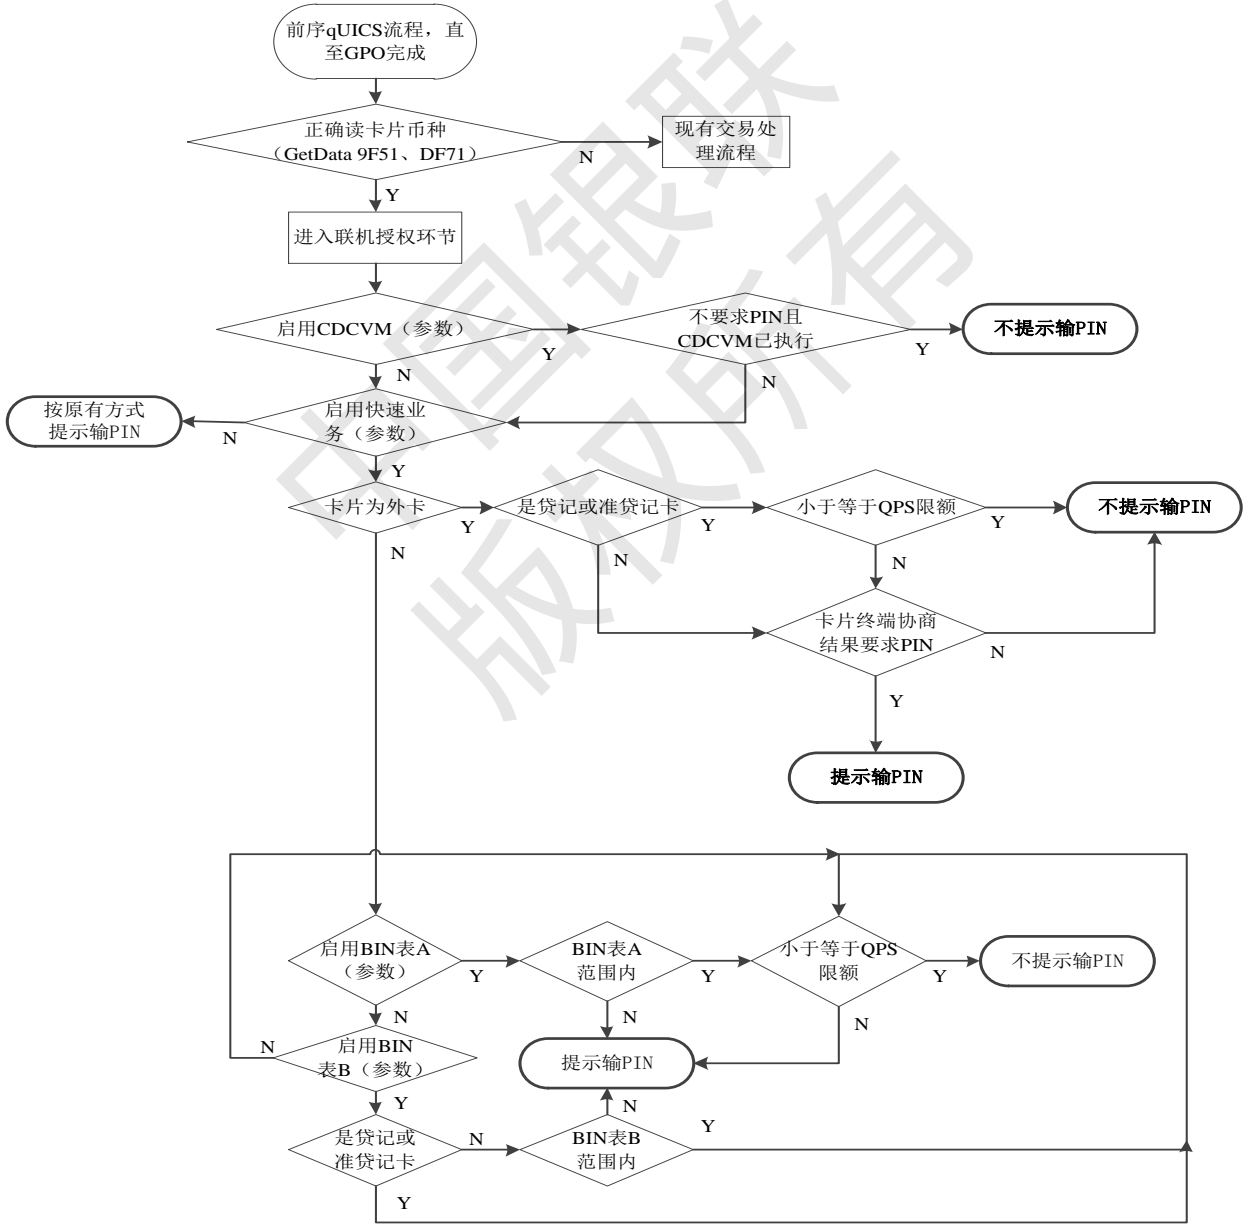 前序qUICS流程，直
至GPO完成
正确读卡片币种
（GetData 9F51、DF71）
N
现有交易处
理流程
Y
进入联机授权环节
启用CDCVM（参数）
Y
不要求PIN且
CDCVM已执行
Y
不提示输PIN
N
N
按原有方式
提示输PIN
N
启用快速业
务（参数）
Y
卡片为外卡
Y
是贷记或准贷记卡
Y
小于等于QPS限额
Y
不提示输PIN
N
N
N
卡片终端协商
结果要求PIN
N
Y
提示输PIN
启用BIN表A
（参数）
Y
BIN表A
范围内
Y
小于等于QPS
限额
Y
不提示输PIN
N
N
N
N
启用BIN
表B（参数）
提示输PIN
Y
N
是贷记或
准贷记卡
N
BIN表B
范围内
Y
Y
中国银联
版权所有